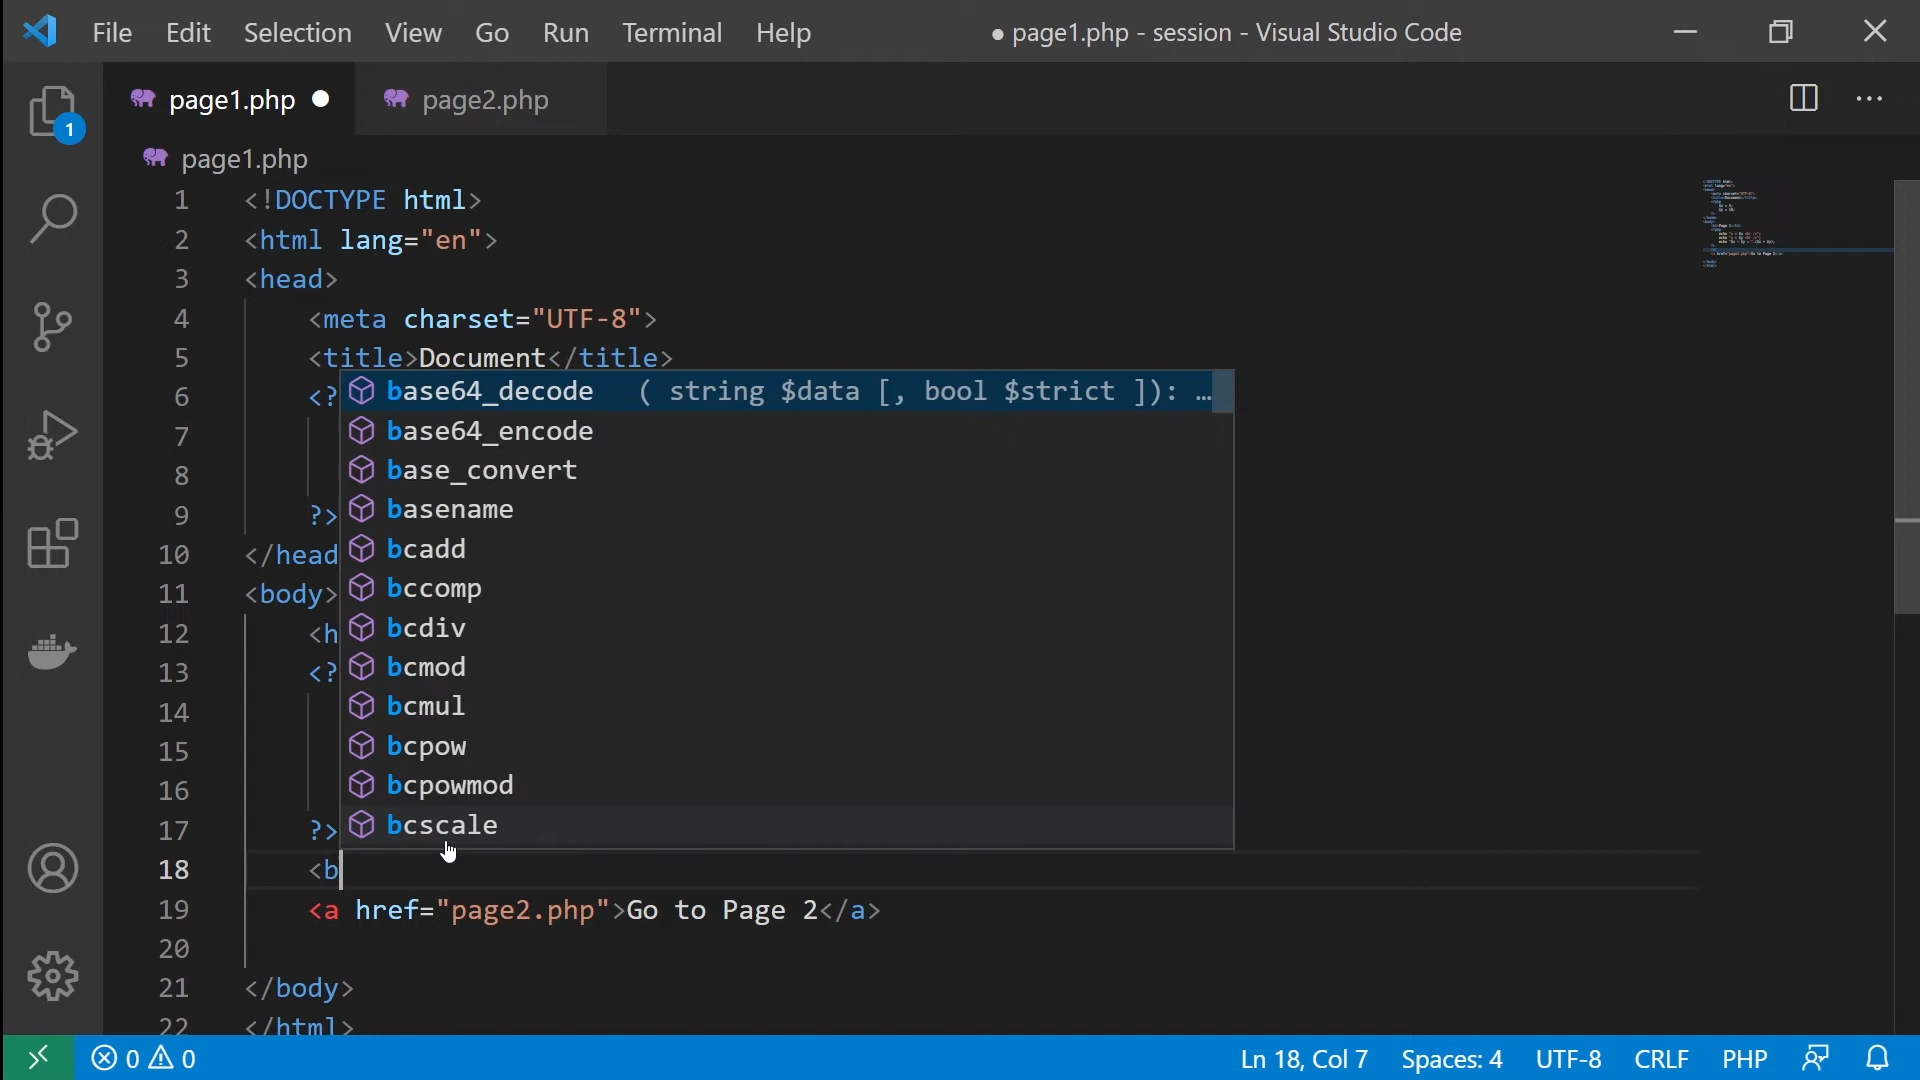 File Edit Selection View Go Run Terminal Help ● page1.php - session - Visual Studio Code
page1.php page2.php
1
page1.php
1 <!DOCTYPE html>
2 <html lang="en">
3 <head>
4 <meta charset="UTF-8">
5 <title>Document</title>
6 <? base64_decode ( string $data [, bool $strict ]): …
base64_encode
7
base_convert
8
9 ?> basename
10 </head bcadd
11 <body> bccomp
12 <h bcdiv
13 <? bcmod
14 bcmul
15 bcpow
16 bcpowmod
17 ?> bcscale
18 <b
19 <a href="page2.php">Go to Page 2</a>
20
21 </body>
22 </html>
0 0 Ln 18, Col 7 Spaces: 4 UTF-8 CRLF PHP